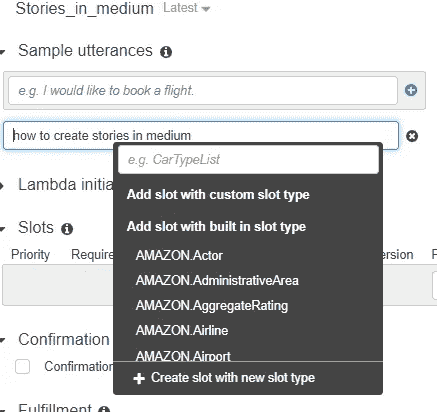 Stories_in_medium Latest
Sample utterances
e.g. I would like to book a flight.
how to create stories in medium
e.g. CarTypeList
Lambda initia
Add slot with custom slot type
Slots
Add slot with built in slot type
Priority Require ersion P
AMAZON.Actor
AMAZON.AdministrativeArea
AMAZON.AggregateRating
AMAZON.Airline
Confirmation
AMAZON.Airport
Confirmation
Create slot with new slot type
Fulfillment